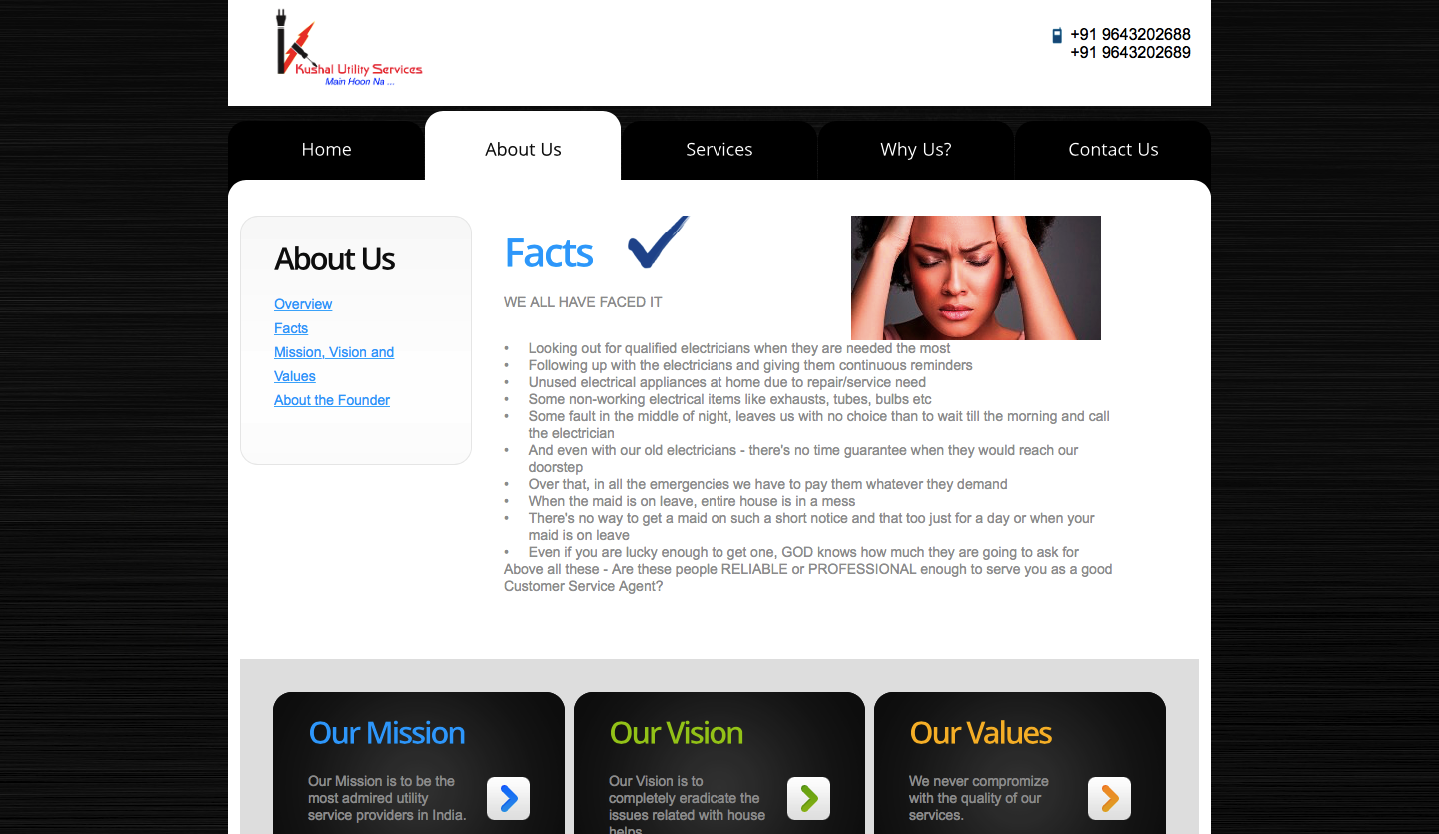 Kushal Utility Services
Main Hoon Na ...
+91 9643202688
+91 9643202689
Home
About Us
Services
Why Us?
Contact Us
About Us
Overview
Facts
Mission, Vision and
Values
About the Founder
Facts
WE ALL HAVE FACED IT
• Looking out for qualified electricians when they are needed the most
• Following up with the electricians and giving them continuous reminders
• Unused electrical appliances at home due to repair/service need
• Some non-working electrical items like exhausts, tubes, bulbs etc
• Some fault in the middle of night, leaves us with no choice than to wait till the morning and call
the electrician
• And even with our old electricians - there's no time guarantee when they would reach our
doorstep
• Over that, in all the emergencies we have to pay them whatever they demand
• When the maid is on leave, entire house is in a mess
• There's no way to get a maid on such a short notice and that too just for a day or when your
maid is on leave
• Even if you are lucky enough to get one, GOD knows how much they are going to ask for
Above all these - Are these people RELIABLE or PROFESSIONAL enough to serve you as a good
Customer Service Agent?
Our Mission
Our Mission is to be the
most admired utility
service providers in India.
Our Vision
Our Vision is to
completely eradicate the
issues related with house
helps
Our Values
We never compromise
with the quality of our
services.